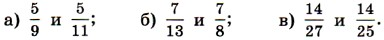 а) 5/9 и 5/11; б) 7/13 и 7/8; в) 14/27 и 14/25.